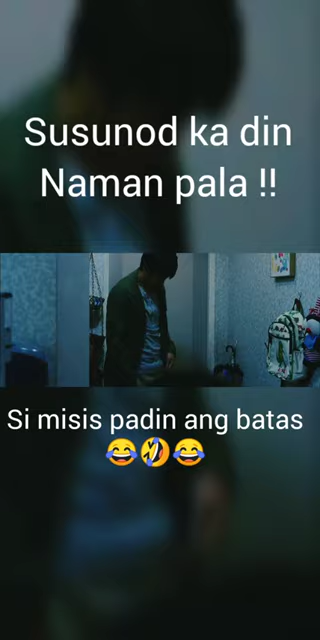 Susunod ka din
Naman pala !!
Si misis padin ang batas
😂🤣😂